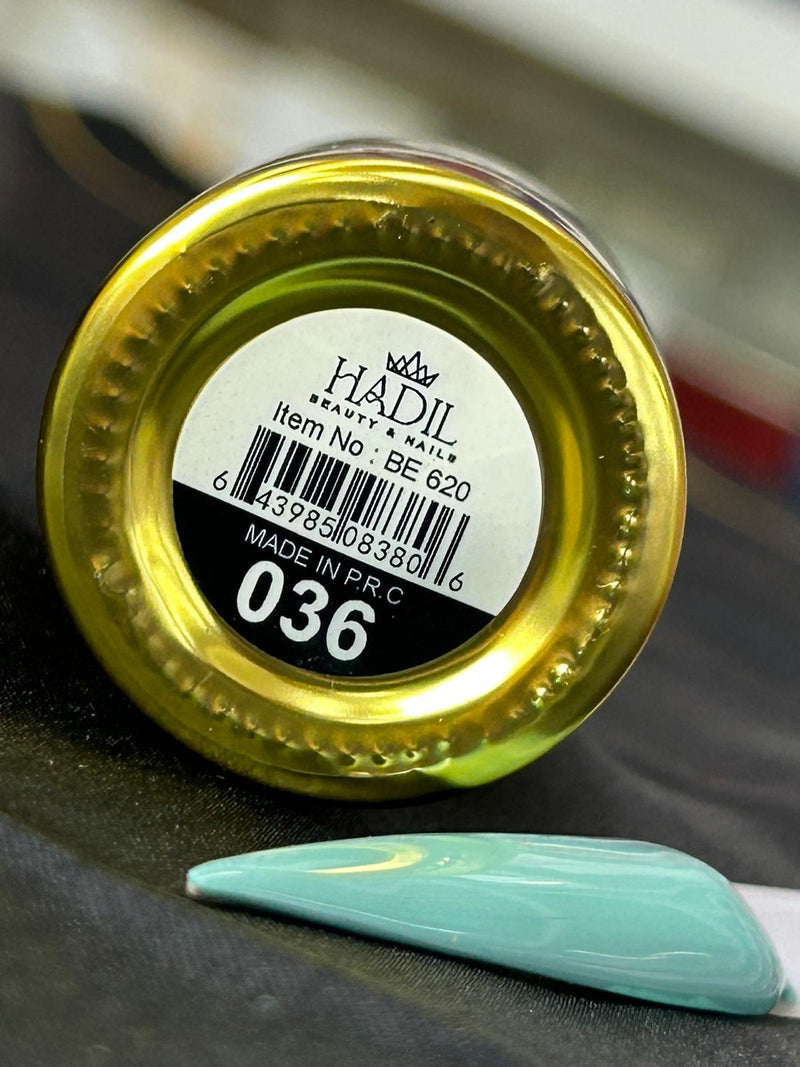 HADIL
BEAUTY & NAILS
Item No : BE 620
6 43985 08380 6
MADE IN P.R.C
036